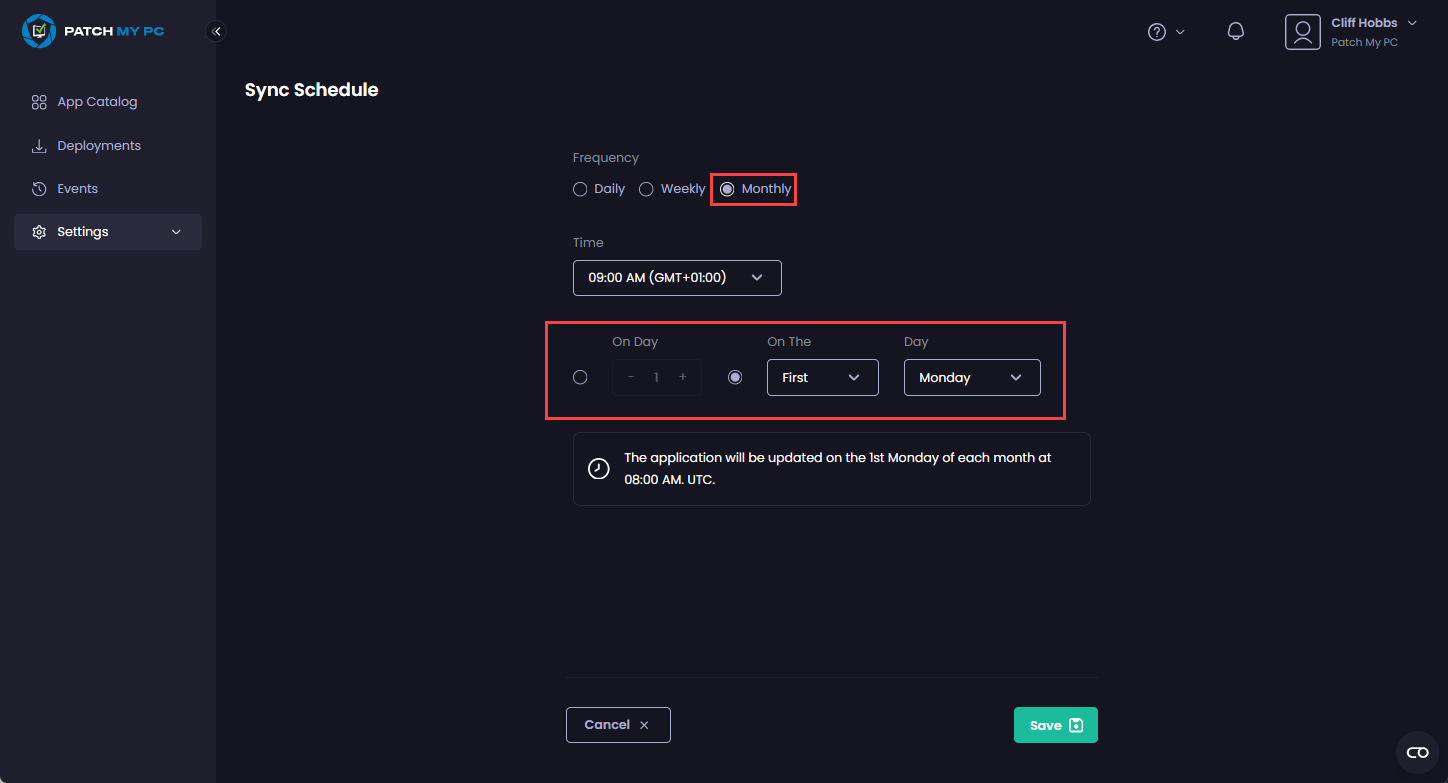 PATCH MY PC
Cliff Hobbs
Patch My PC
App Catalog
Deployments
Events
Settings
Sync Schedule
Frequency
Daily Weekly Monthly
Time
09:00 AM (GMT+01:00)
On Day On The Day
- 1 + First Monday
The application will be updated on the 1st Monday of each month at
08:00 AM. UTC.
Cancel Save